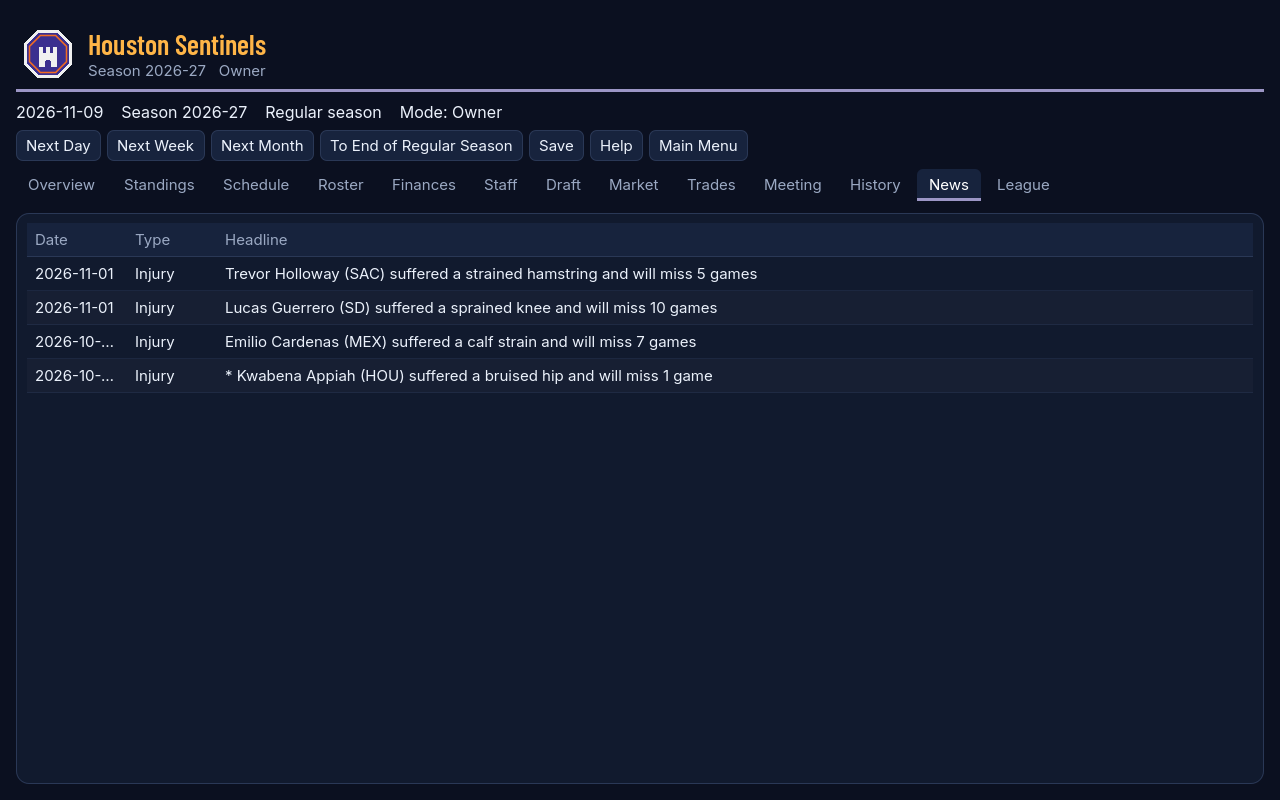 Houston Sentinels
Season 2026-27 Owner
2026-11-09 Season 2026-27 Regular season Mode: Owner
Next Day Next Week Next Month To End of Regular Season Save Help Main Menu
Overview Standings Schedule Roster Finances Staff Draft Market Trades Meeting History News League
Date Type Headline
2026-11-01 Injury Trevor Holloway (SAC) suffered a strained hamstring and will miss 5 games
2026-11-01 Injury Lucas Guerrero (SD) suffered a sprained knee and will miss 10 games
2026-10-... Injury Emilio Cardenas (MEX) suffered a calf strain and will miss 7 games
2026-10-... Injury * Kwabena Appiah (HOU) suffered a bruised hip and will miss 1 game